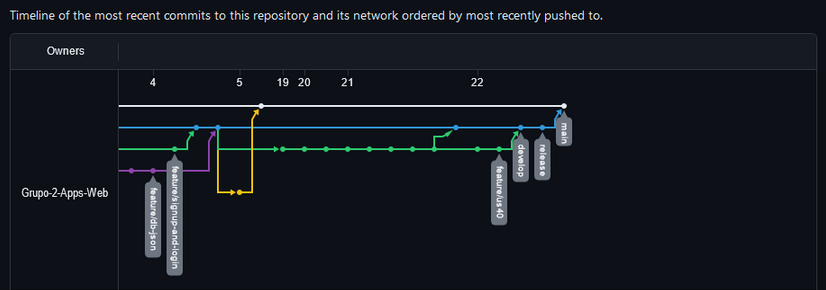 Timeline of the most recent commits to this repository and its network ordered by most recently pushed to.
Owners
4 5 19 20 21 22
Grupo-2-Apps-Web
feature/db-json
feature/signup-and-login
feature/us40
develop
release
main